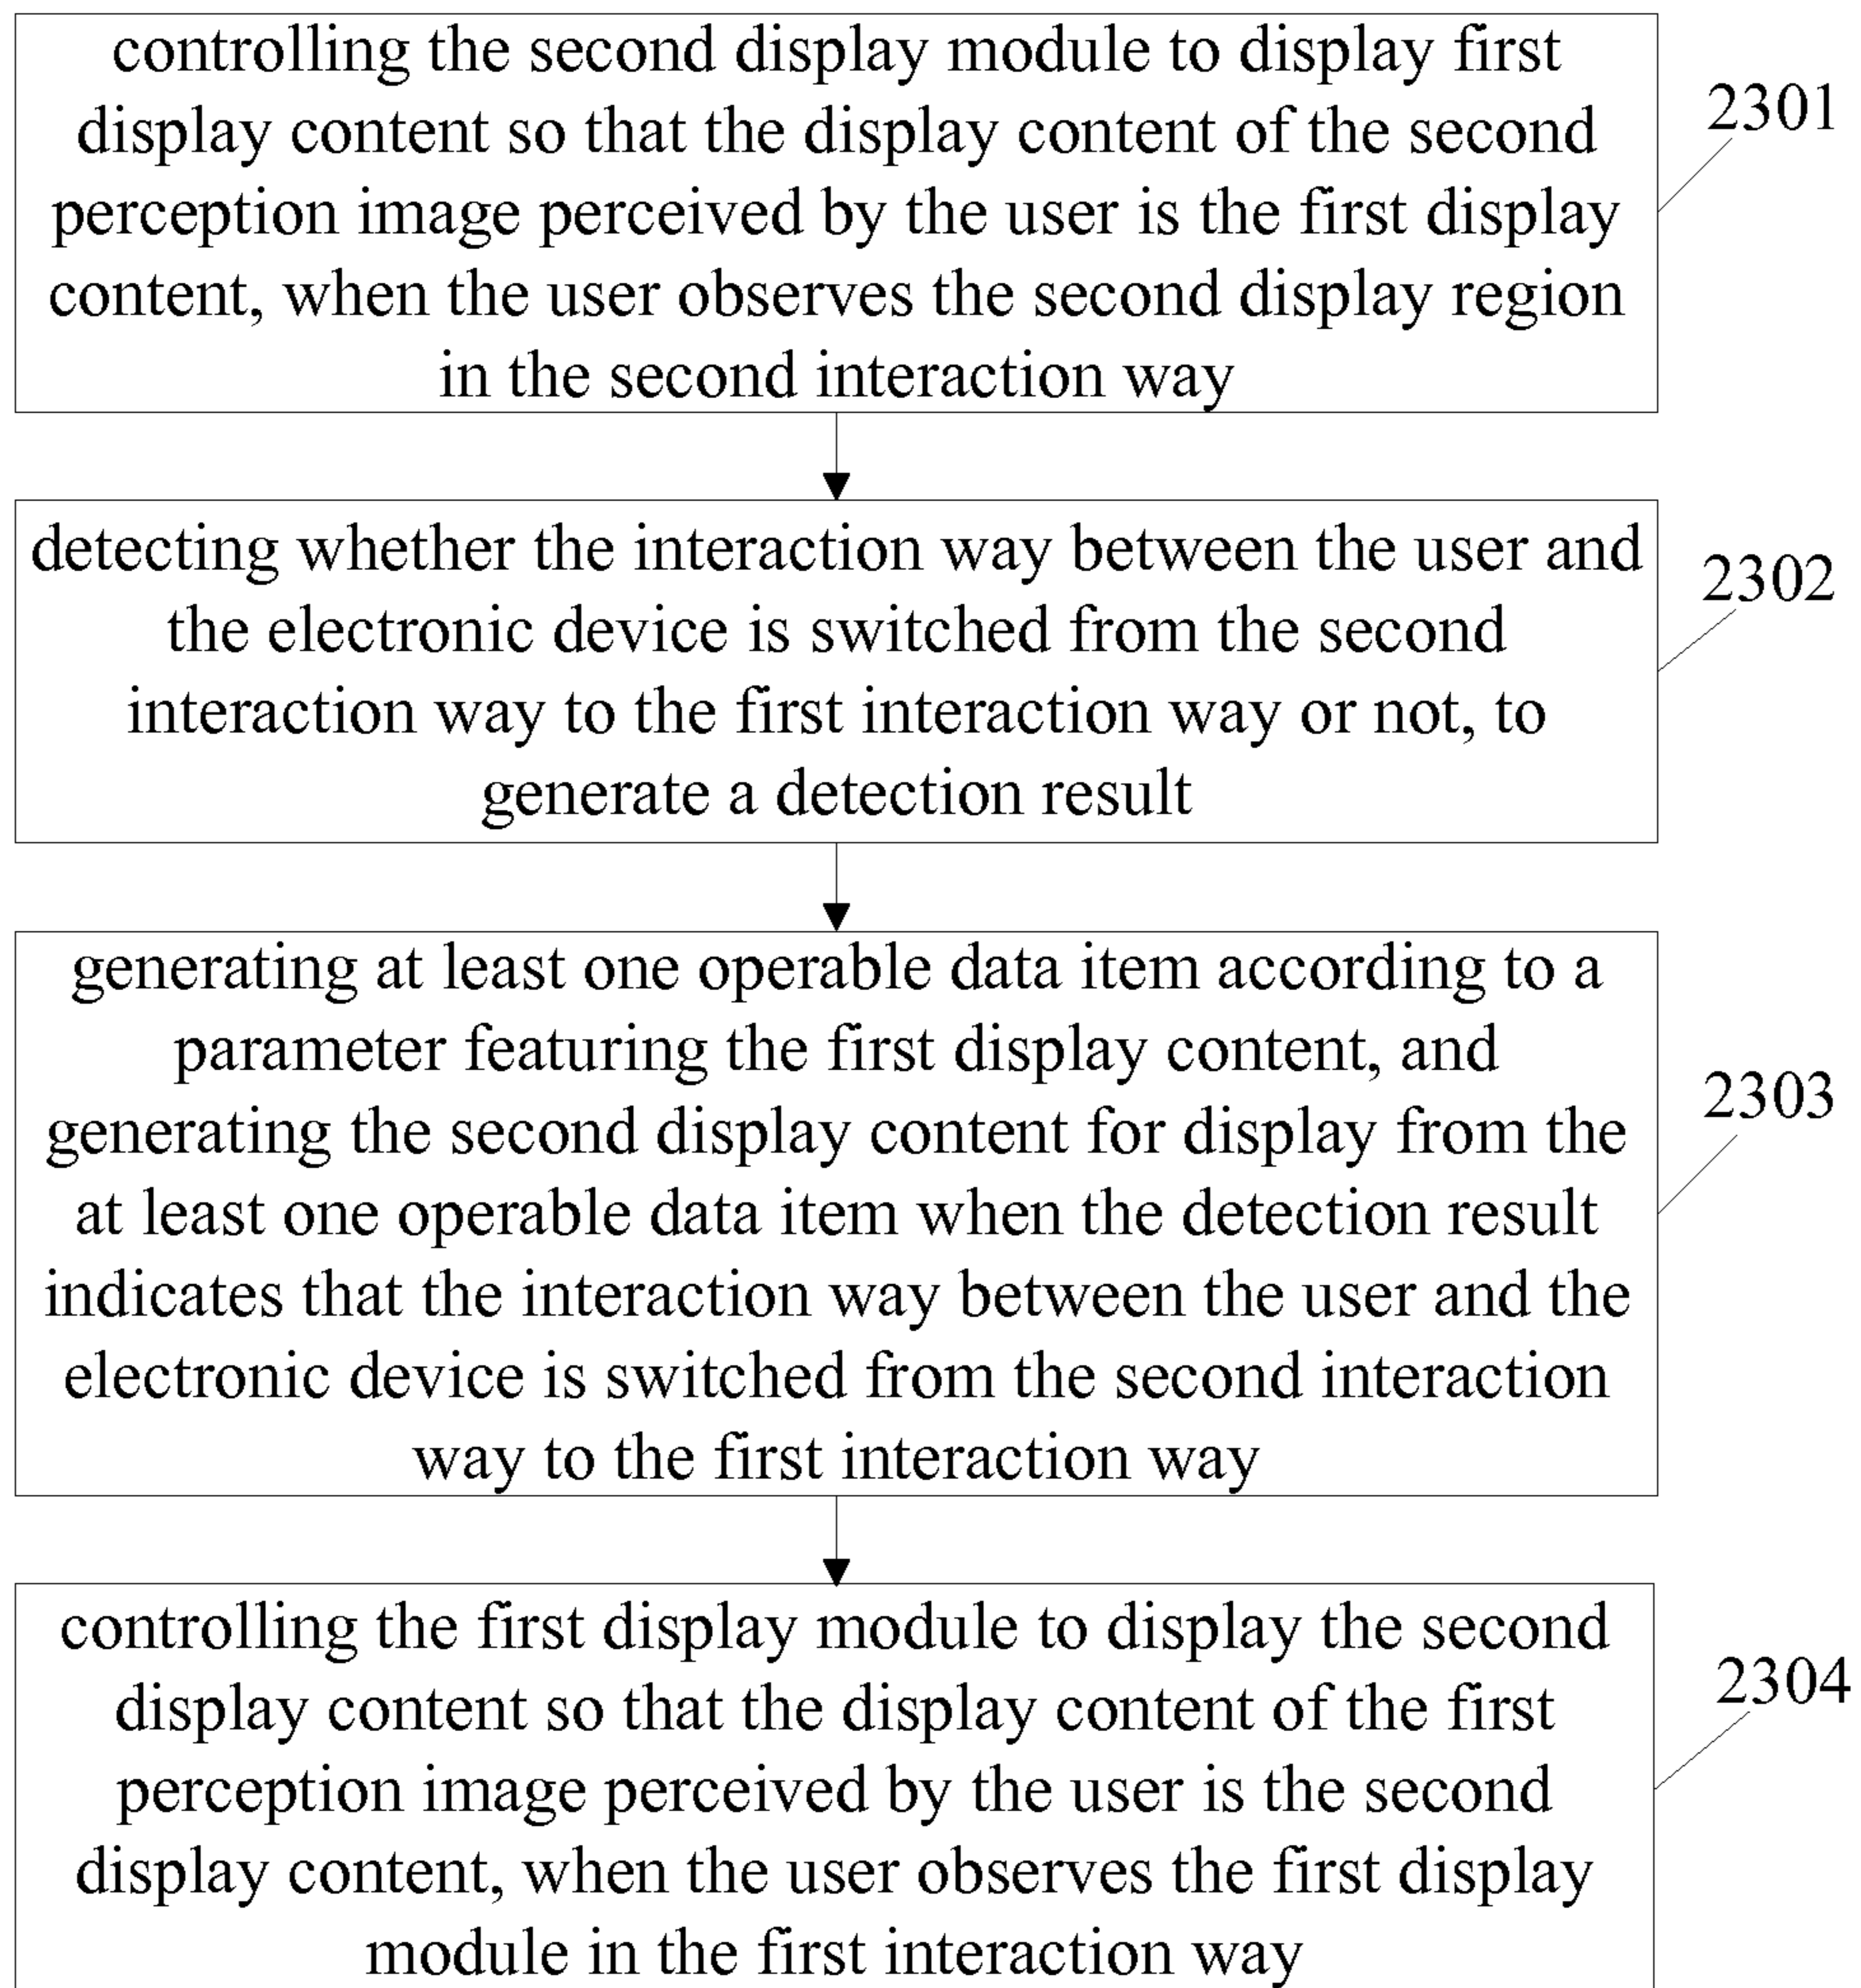 controlling the second display module to display first
display content so that the display content of the second
perception image perceived by the user is the first display
content, when the user observes the second display region
in the second interaction way
2301
detecting whether the interaction way between the user and
the electronic device is switched from the second
interaction way to the first interaction way or not, to
generate a detection result
2302
generating at least one operable data item according to a
parameter featuring the first display content, and
generating the second display content for display from the
at least one operable data item when the detection result
indicates that the interaction way between the user and the
electronic device is switched from the second interaction
way to the first interaction way
2303
controlling the first display module to display the second
display content so that the display content of the first
perception image perceived by the user is the second
display content, when the user observes the first display
module in the first interaction way
2304